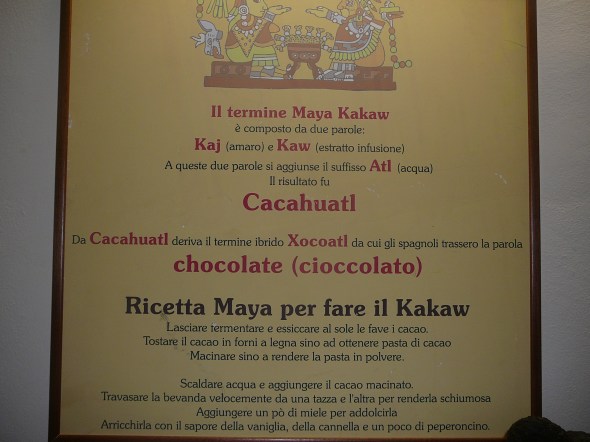 Il termine Maya Kakaw
è composto da due parole:
Kaj (amaro) e Kaw (estratto infusione)
A queste due parole si aggiunse il suffisso Atl (acqua)
Il risultato fu
Cacahuatl
Da Cacahuatl deriva il termine ibrido Xocoatl da cui gli spagnoli trassero la parola
chocolate (cioccolato)
Ricetta Maya per fare il Kakaw
Lasciare termentare e essiccare al sole le fave i cacao.
Tostare il cacao in forni a legna sino ad ottenere pasta di cacao
Macinare sino a rendere la pasta in polvere.
Scaldare acqua e aggiungere il cacao macinato.
Travasare la bevanda velocemente da una tazza e l'altra per renderla schiumosa
Aggiungere un pò di miele per addolcirla
Arricchirla con il sapore della vaniglia, della cannella e un poco di peperoncino.